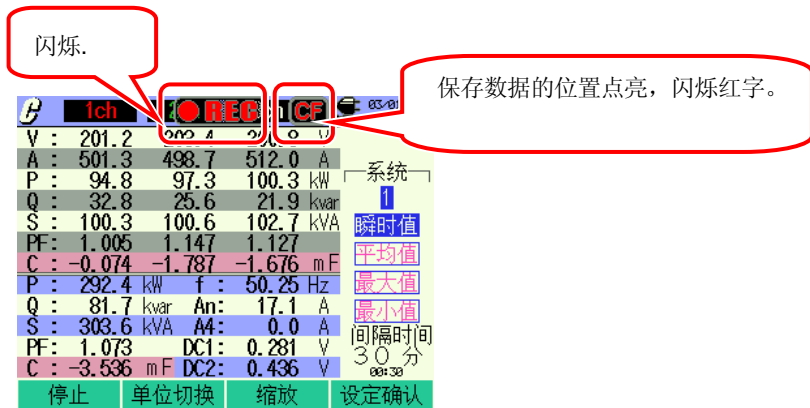 闪烁.
保存数据的位置点亮，闪烁红字。
1ch REC CF
V : 201.2 V
A : 501.3 498.7 512.0 A
P : 94.8 97.3 100.3 kW
Q : 32.8 25.6 21.9 kvar
S : 100.3 100.6 102.7 kVA
PF: 1.005 1.147 1.127
C : -0.074 -1.787 -1.676 mF
P : 292.4 kW f : 50.25 Hz
Q : 81.7 kvar An: 17.1 A
S : 303.6 kVA A4: 0.0 A
PF: 1.073 DC1: 0.281 V
C : -3.536 mF DC2: 0.436 V
系统
1
瞬时值
平均值
最大值
最小值
间隔时间
30 分
00:30
停止 单位切换 缩放 设定确认